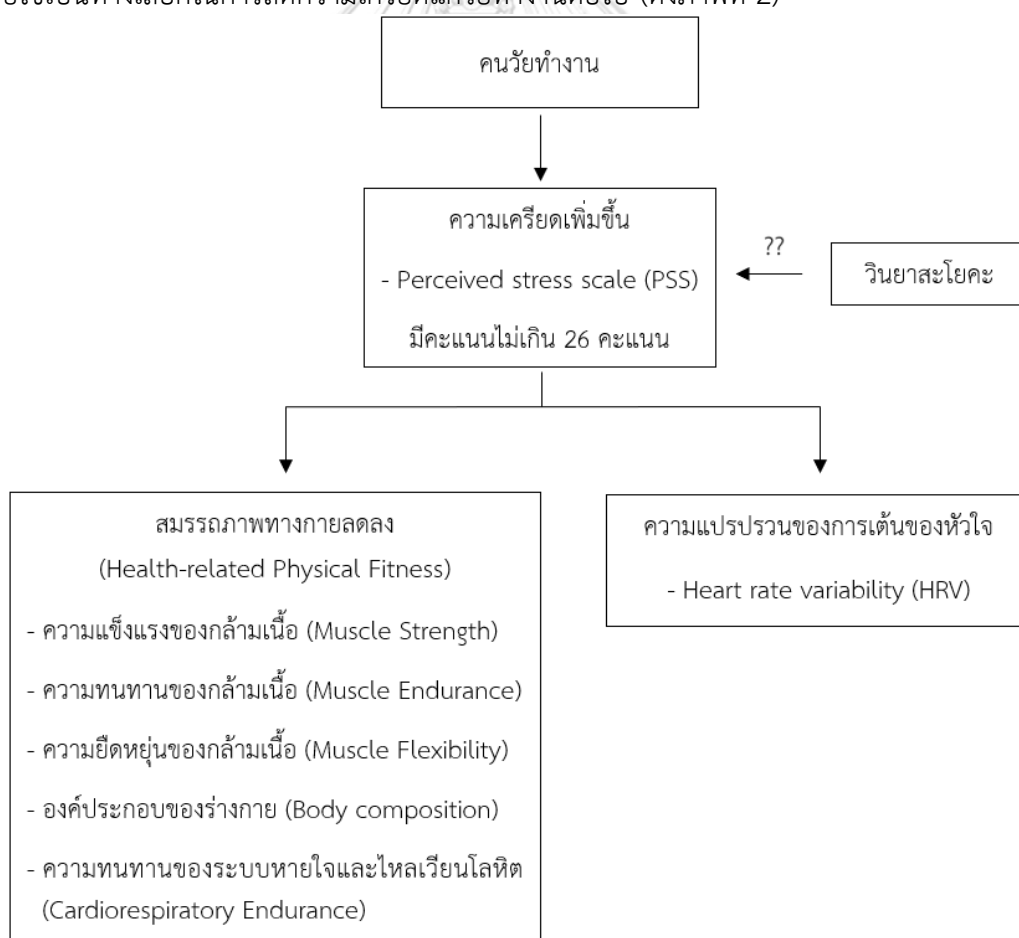 (ดังภาพที่ 2)
คนวัยทำงาน
ความเครียดเพิ่มขึ้น
- Perceived stress scale (PSS)
มีคะแนนไม่เกิน 26 คะแนน
??
วินยาสะโยคะ
สมรรถภาพทางกายลดลง
(Health-related Physical Fitness)
- ความแข็งแรงของกล้ามเนื้อ (Muscle Strength)
- ความทนทานของกล้ามเนื้อ (Muscle Endurance)
- ความยืดหยุ่นของกล้ามเนื้อ (Muscle Flexibility)
- องค์ประกอบของร่างกาย (Body composition)
- ความทนทานของระบบหายใจและไหลเวียนโลหิต
(Cardiorespiratory Endurance)
ความแปรปรวนของการเต้นของหัวใจ
- Heart rate variability (HRV)